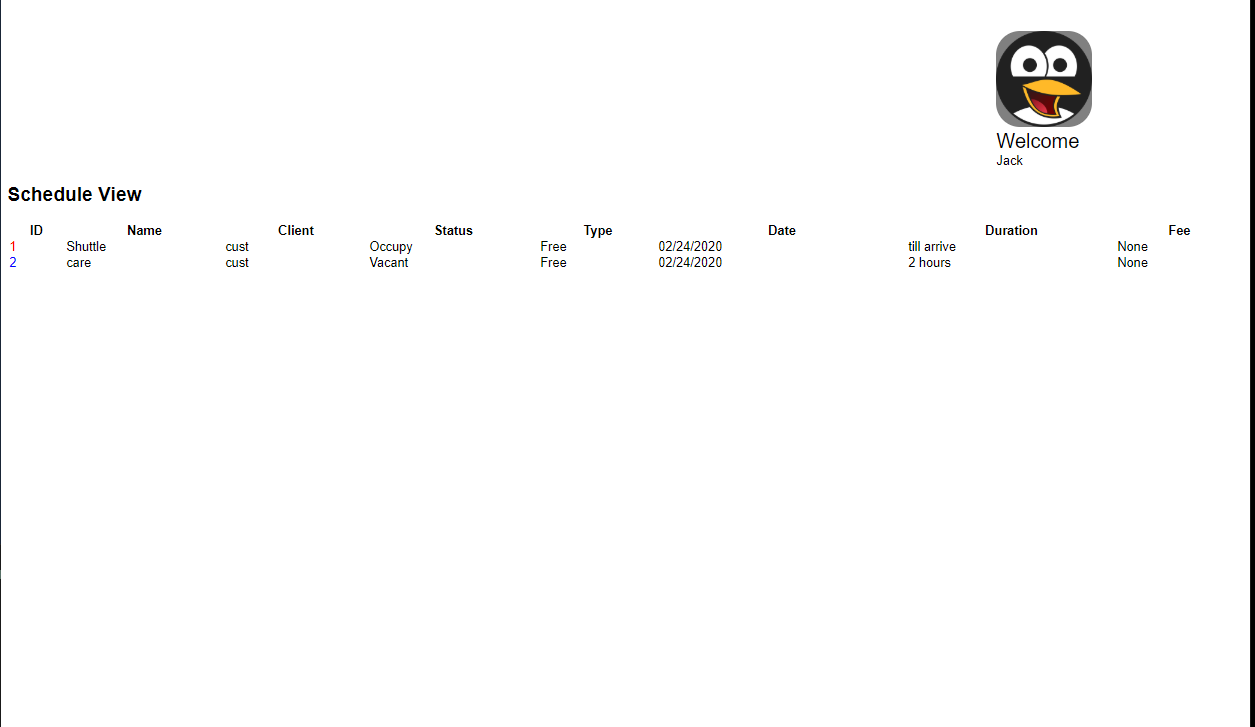 Welcome
Jack
Schedule View
ID Name Client Status Type Date Duration Fee
1 Shuttle cust Occupy Free 02/24/2020 till arrive None
2 care cust Vacant Free 02/24/2020 2 hours None